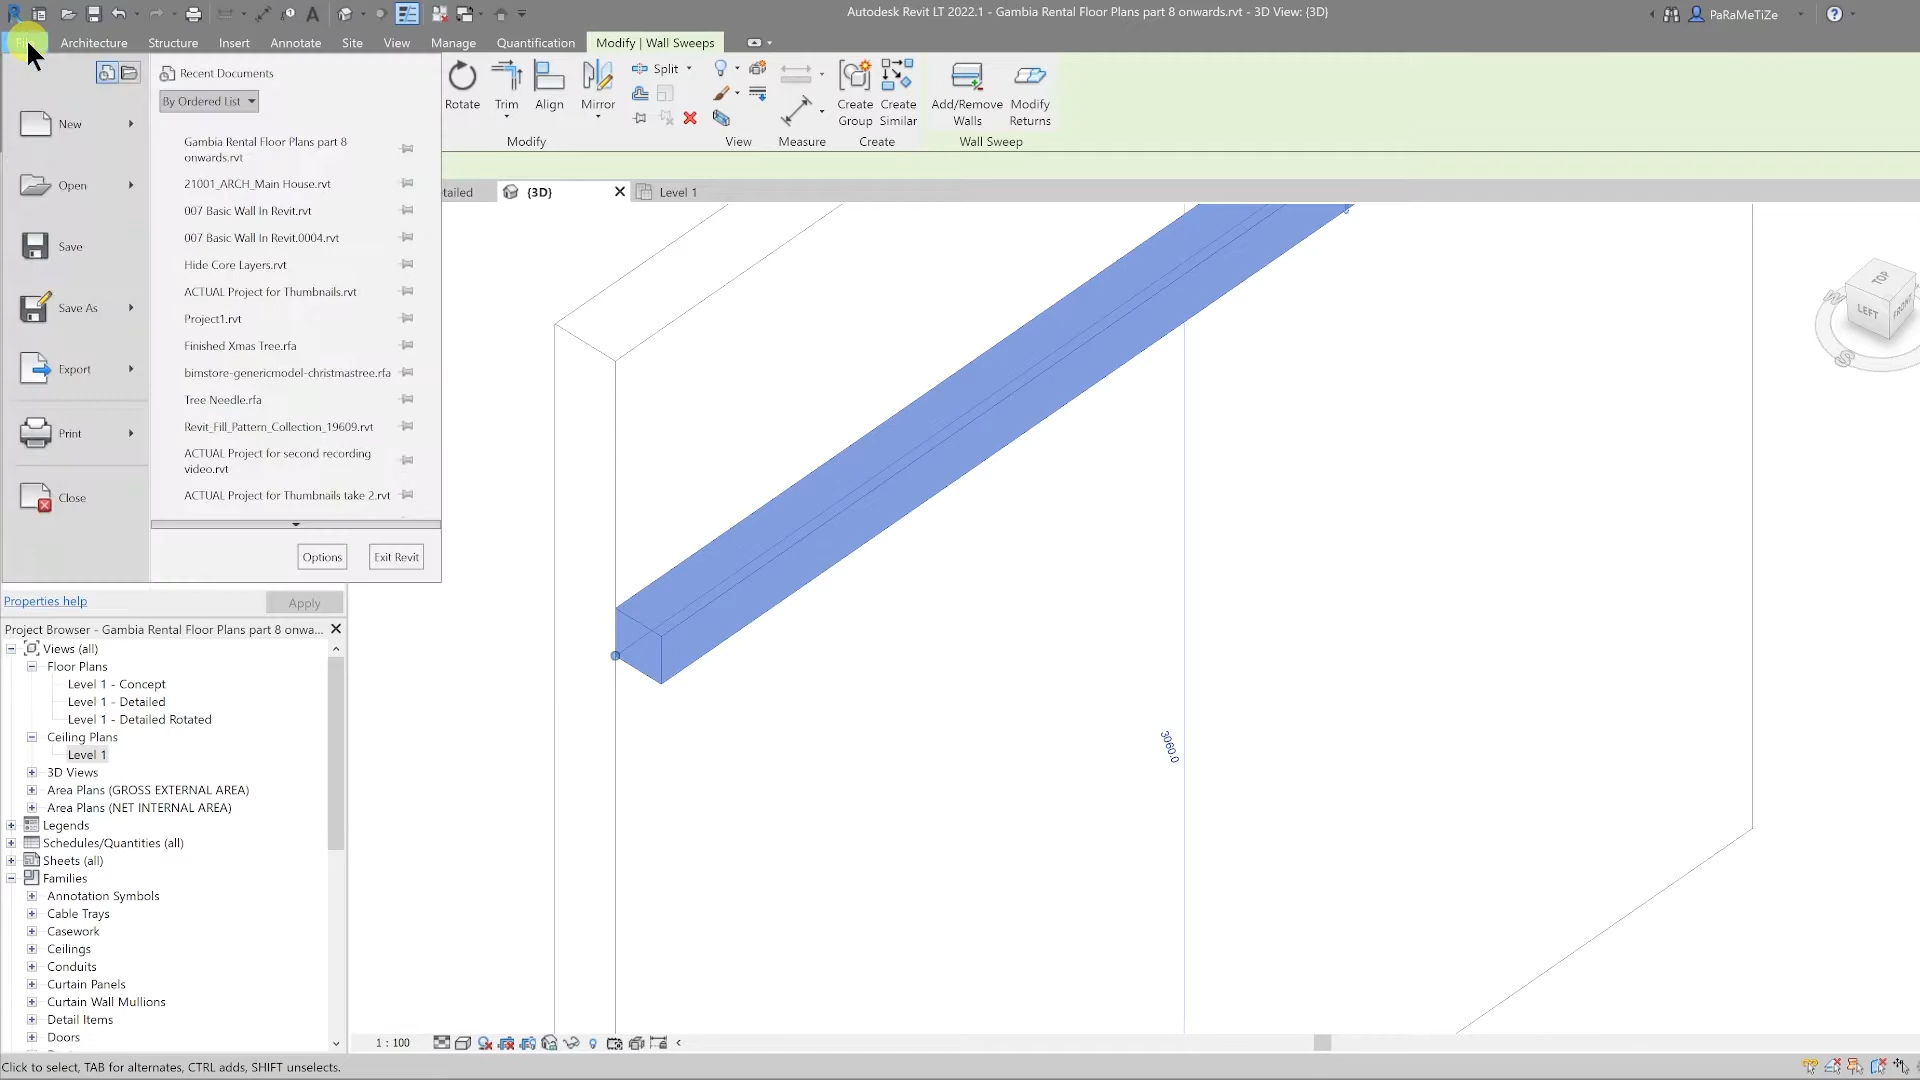 Autodesk Revit LT 2022.1 - Gambia Rental Floor Plans part 8 onwards.rvt - 3D View: {3D}
PaRaMeTiZe
Architecture
Structure
Insert
Annotate
Site
View
Manage
Quantification
Modify | Wall Sweeps
Recent Documents
By Ordered List
New
Open
Save
Save As
Export
Print
Close
Gambia Rental Floor Plans part 8
onwards.rvt
21001_ARCH_Main House.rvt
007 Basic Wall In Revit.rvt
007 Basic Wall In Revit.0004.rvt
Hide Core Layers.rvt
ACTUAL Project for Thumbnails.rvt
Project1.rvt
Finished Xmas Tree.rfa
bimstore-genericmodel-christmastree.rfa
Tree Needle.rfa
Revit_Fill_Pattern_Collection_19609.rvt
ACTUAL Project for second recording
video.rvt
ACTUAL Project for Thumbnails take 2.rvt
Options
Exit Revit
Rotate
Trim
Align
Mirror
Split
Create
Group
Create
Similar
Add/Remove
Walls
Modify
Returns
Modify
View
Measure
Create
Wall Sweep
tailed
{3D}
Level 1
TOP
LEFT
FRONT
W
S
3060.0
Properties help
Apply
Project Browser - Gambia Rental Floor Plans part 8 onwa...
Views (all)
Floor Plans
Level 1 - Concept
Level 1 - Detailed
Level 1 - Detailed Rotated
Ceiling Plans
Level 1
3D Views
Area Plans (GROSS EXTERNAL AREA)
Area Plans (NET INTERNAL AREA)
Legends
Schedules/Quantities (all)
Sheets (all)
Families
Annotation Symbols
Cable Trays
Casework
Ceilings
Conduits
Curtain Panels
Curtain Wall Mullions
Detail Items
Doors
1 : 100
Click to select, TAB for alternates, CTRL adds, SHIFT unselects.